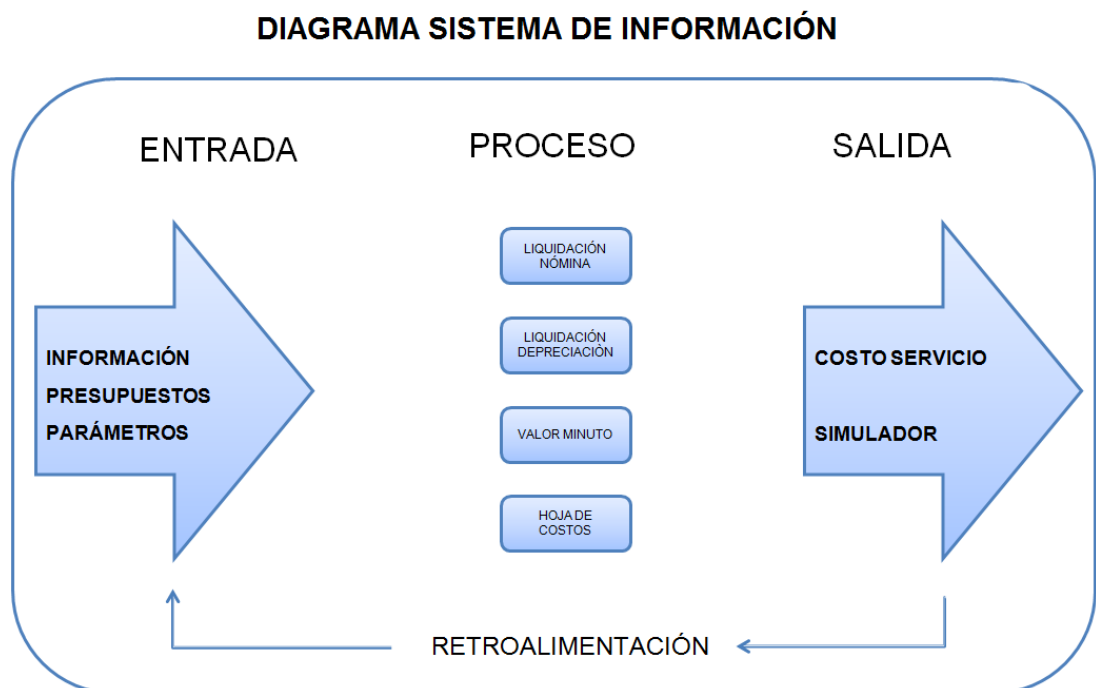 DIAGRAMA SISTEMA DE INFORMACIÓN
ENTRADA
PROCESO
SALIDA
INFORMACIÓN
PRESUPUESTOS
PARÁMETROS
LIQUIDACIÓN
NÓMINA
LIQUIDACIÓN
DEPRECIACIÒN
VALOR MINUTO
HOJA DE
COSTOS
COSTO SERVICIO
SIMULADOR
RETROALIMENTACIÓN